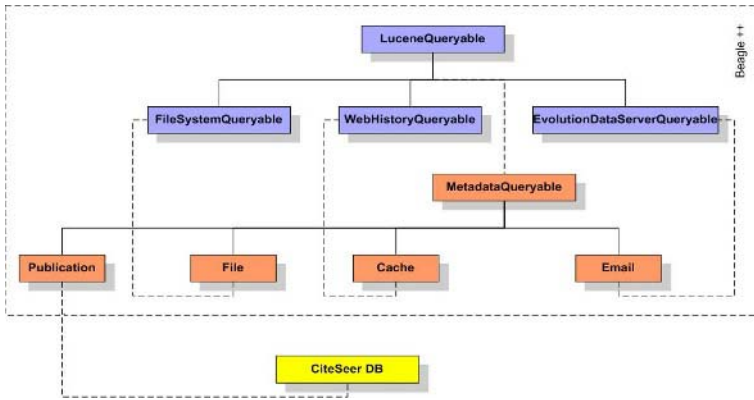 LuceneQueryable
Beagle ++
FileSystemQueryable
WebHistoryQueryable
EvolutionDataServerQueryable
MetadataQueryable
Publication
File
Cache
Email
CiteSeer DB